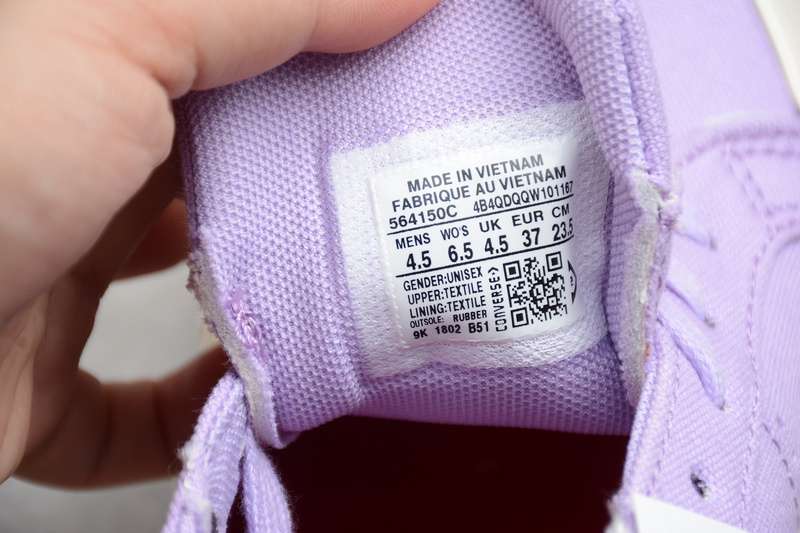 MADE IN VIETNAM
FABRIQUE AU VIETNAM
564150C 4B4QDQQW101167
MENS WO'S UK EUR CM
4.5 6.5 4.5 37 23.5
GENDER:UNISEX
UPPER:TEXTILE
LINING:TEXTILE
OUTSOLE: RUBBER
9K 1802 B51
CONVERSE